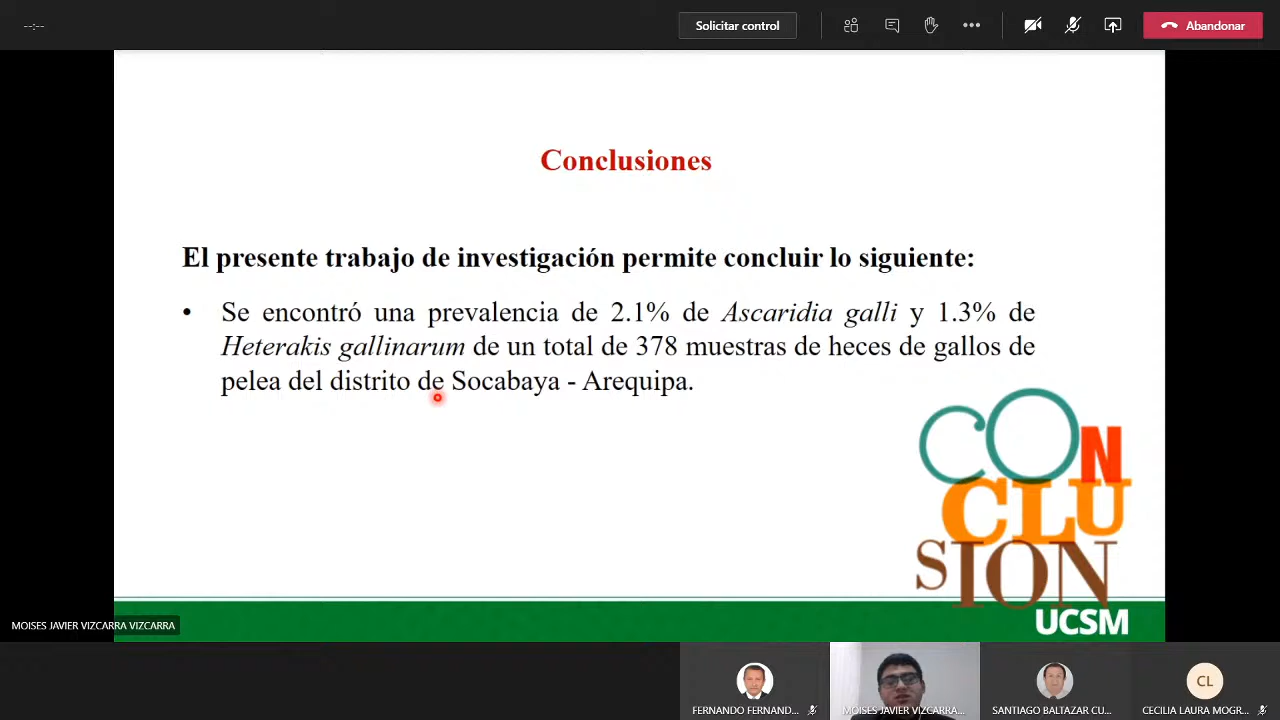 --:--
Solicitar control
Abandonar
Conclusiones
El presente trabajo de investigación permite concluir lo siguiente:
• Se encontró una prevalencia de 2.1% de Ascaridia galli y 1.3% de
Heterakis gallinarum de un total de 378 muestras de heces de gallos de
pelea del distrito de Socabaya - Arequipa.
CON
CLU
SION
UCSM
MOISES JAVIER VIZCARRA VIZCARRA
CL
FERNANDO FERNAND...
MOISES JAVIER VIZCARRA...
SANTIAGO BALTAZAR CU...
CECILIA LAURA MOGR...